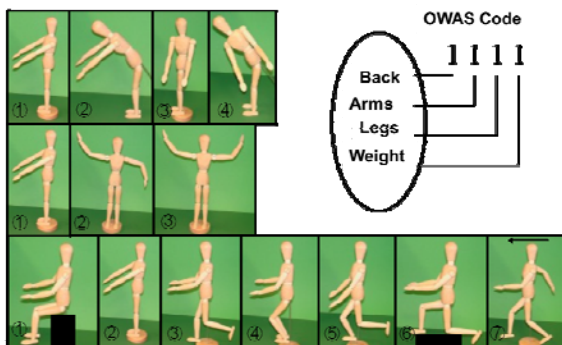 OWAS Code
1 1 1 1
Back
Arms
Legs
Weight
① ② ③ ④
① ② ③
① ② ③ ④ ⑤ ⑥ ⑦